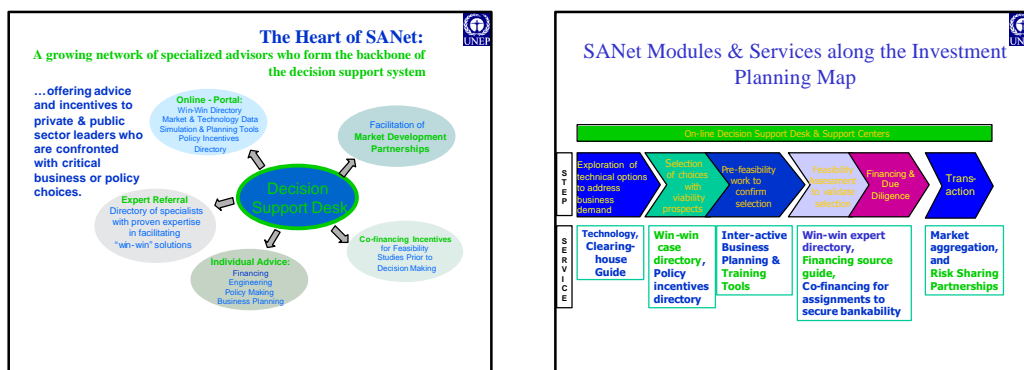 The Heart of SANet:
UNEP
A growing network of specialized advisors who form the backbone of
the decision support system
…offering advice
and incentives to
private & public
sector leaders who
are confronted
with critical
business or policy
choices.
Online - Portal:
Win-Win Directory
Market & Technology Data
Simulation & Planning Tools
Policy Incentives
Directory
Facilitation of
Market Development
Partnerships
Decision
Support Desk
Expert Referral
Directory of specialists
with proven expertise
in facilitating
"win-win" solutions
Co-financing Incentives
for Feasibility
Studies Prior to
Decision Making
Individual Advice:
Financing
Engineering
Policy Making
Business Planning
UNEP
SANet Modules & Services along the Investment
Planning Map
On-line Decision Support Desk & Support Centers
STEP
Exploration of
technical options
to address
business
demand
Selection
of choices
with
viability
prospects
Pre-feasibility
work to
confirm
selection
Feasibility
assessment
to validate
selection
Financing &
Due
Diligence
Trans-
action
SERVICE
Technology,
Clearing-
house
Guide
Win-win
case
directory,
Policy
incentives
directory
Inter-active
Business
Planning &
Training
Tools
Win-win expert
directory,
Financing source
guide,
Co-financing for
assignments to
secure bankability
Market
aggregation,
and
Risk Sharing
Partnerships